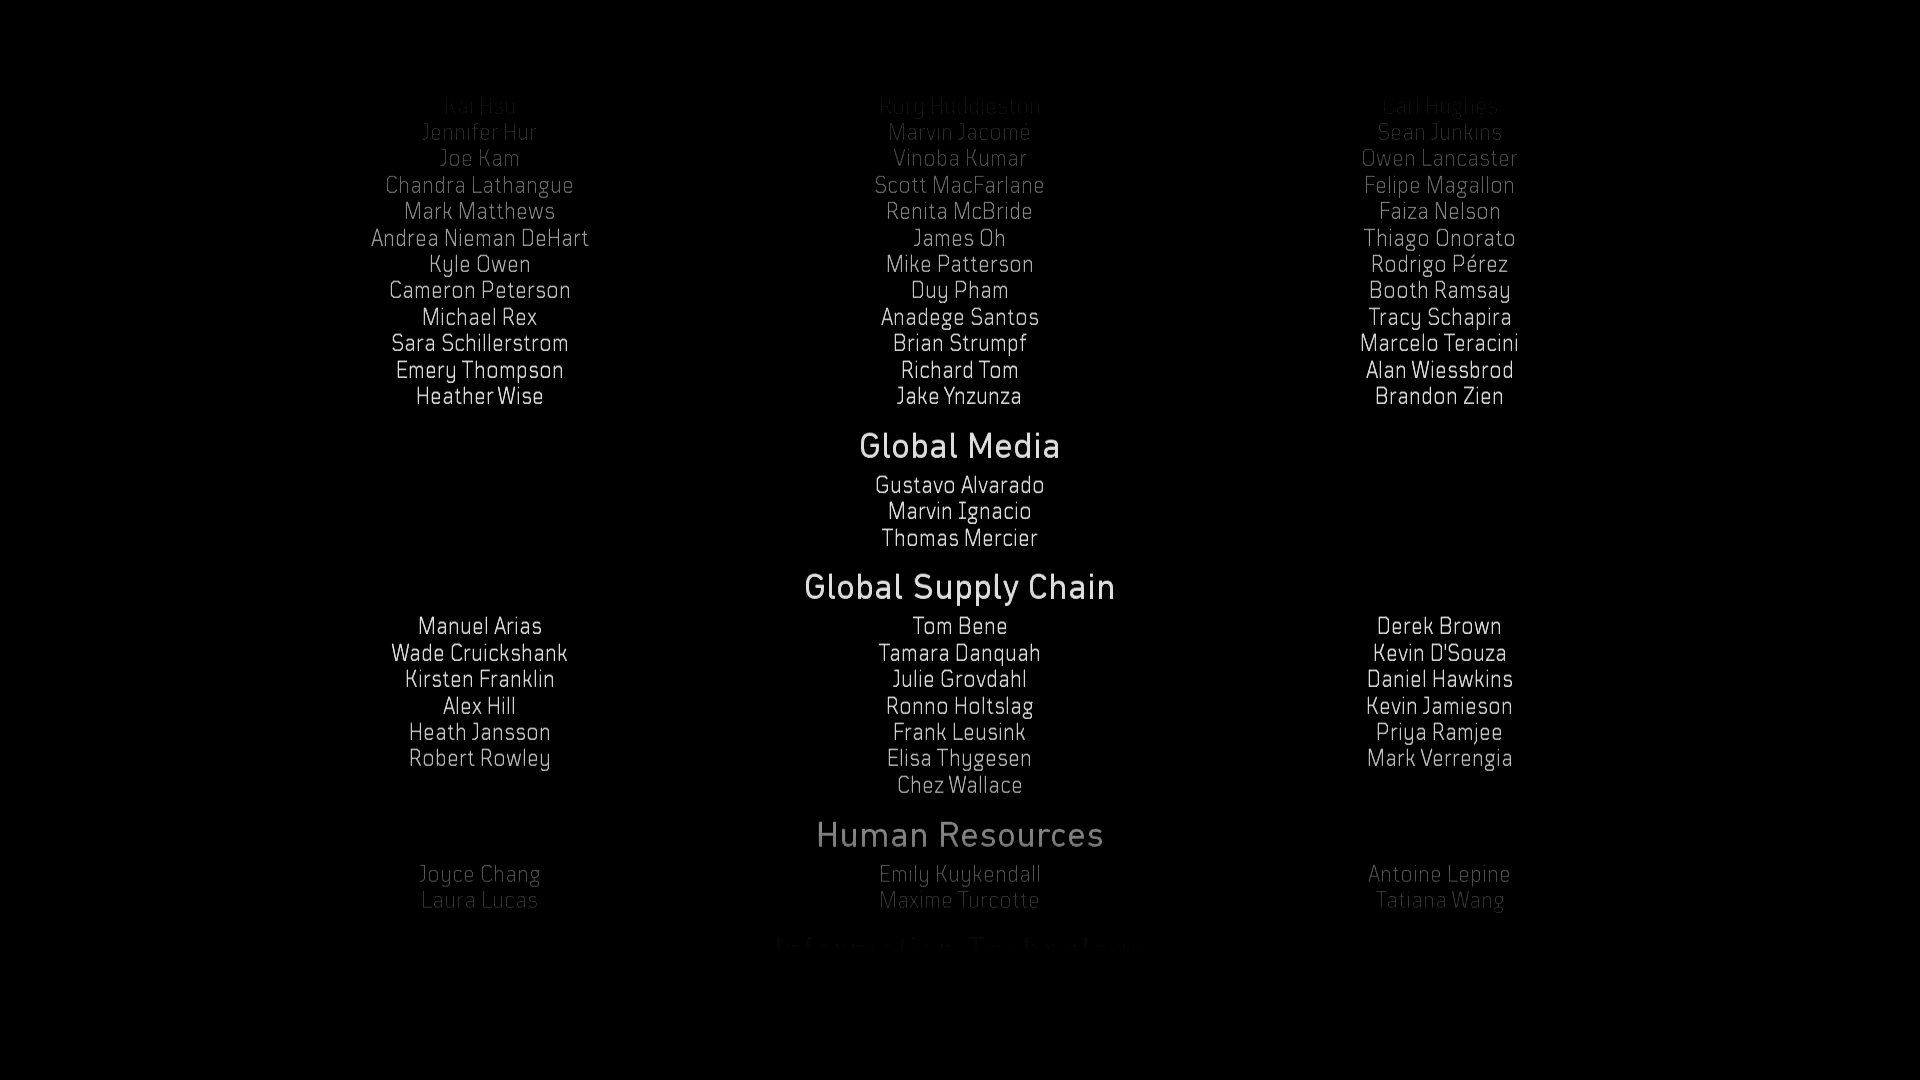 Kai Hsu Rory Huddleston Carl Hughes
Jennifer Hur Marvin Jacomé Sean Junkins
Joe Kam Vinoba Kumar Owen Lancaster
Chandra Lathangue Scott MacFarlane Felipe Magallon
Mark Matthews Renita McBride Faiza Nelson
Andrea Nieman DeHart James Oh Thiago Onorato
Kyle Owen Mike Patterson Rodrigo Pérez
Cameron Peterson Duy Pham Booth Ramsay
Michael Rex Anadege Santos Tracy Schapira
Sara Schillerstrom Brian Strumpf Marcelo Teracini
Emery Thompson Richard Tom Alan Wiessbrod
Heather Wise Jake Ynzunza Brandon Zien
Global Media
Gustavo Alvarado
Marvin Ignacio
Thomas Mercier
Global Supply Chain
Manuel Arias Tom Bene Derek Brown
Wade Cruickshank Tamara Danquah Kevin D'Souza
Kirsten Franklin Julie Grovdahl Daniel Hawkins
Alex Hill Ronno Holtslag Kevin Jamieson
Heath Jansson Frank Leusink Priya Ramjee
Robert Rowley Elisa Thygesen Mark Verrengia
Chez Wallace
Human Resources
Joyce Chang Emily Kuykendall Antoine Lepine
Laura Lucas Maxime Turcotte Tatiana Wang